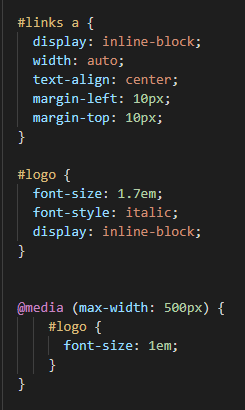 #links a {
  display: inline-block;
  width: auto;
  text-align: center;
  margin-left: 10px;
  margin-top: 10px;
}

#logo {
  font-size: 1.7em;
  font-style: italic;
  display: inline-block;
}


@media (max-width: 500px) {
    #logo {
      font-size: 1em;
    }
}